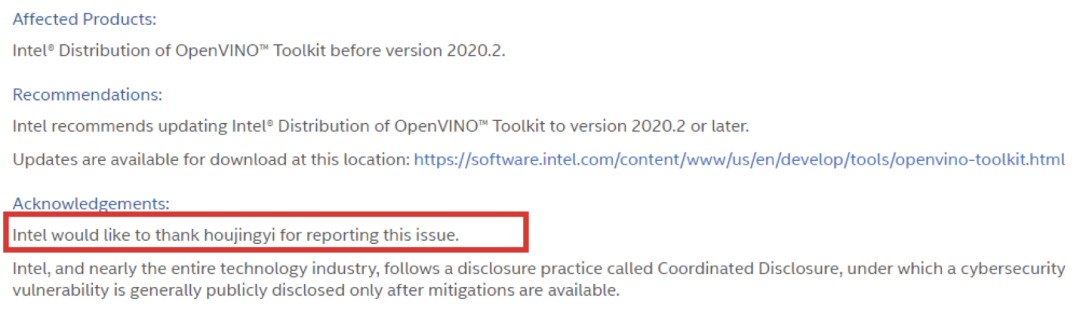 Affected Products:
Intel® Distribution of OpenVINO™ Toolkit before version 2020.2.
Recommendations:
Intel recommends updating Intel® Distribution of OpenVINO™ Toolkit to version 2020.2 or later.
Updates are available for download at this location: https://software.intel.com/content/www/us/en/develop/tools/openvino-toolkit.html
Acknowledgements:
Intel would like to thank houjingyi for reporting this issue.
Intel, and nearly the entire technology industry, follows a disclosure practice called Coordinated Disclosure, under which a cybersecurity
vulnerability is generally publicly disclosed only after mitigations are available.